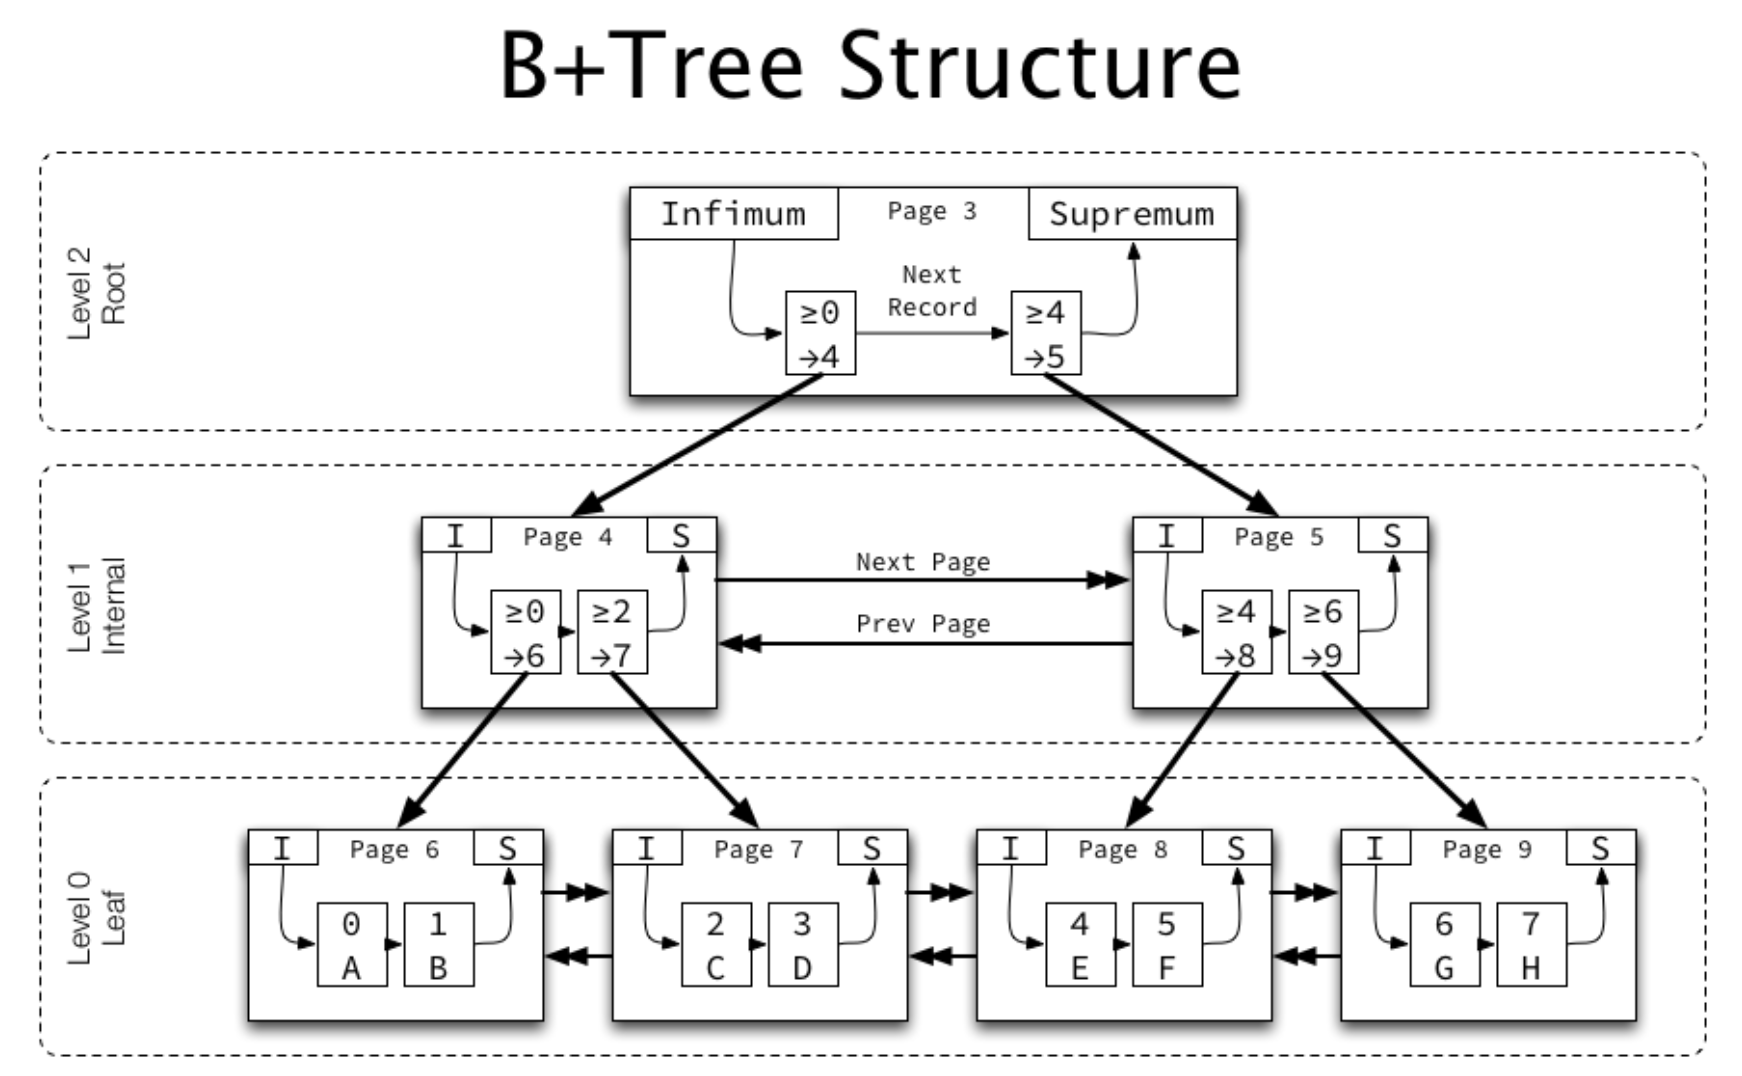 B+Tree Structure
Level 2
Root
Infimum
Page 3
Supremum
Next
Record
≥0
→4
≥4
→5
Level 1
Internal
I
Page 4
S
≥0
→6
≥2
→7
Next Page
Prev Page
I
Page 5
S
≥4
→8
≥6
→9
Level 0
Leaf
I
Page 6
S
0
A
1
B
I
Page 7
S
2
C
3
D
I
Page 8
S
4
E
5
F
I
Page 9
S
6
G
7
H